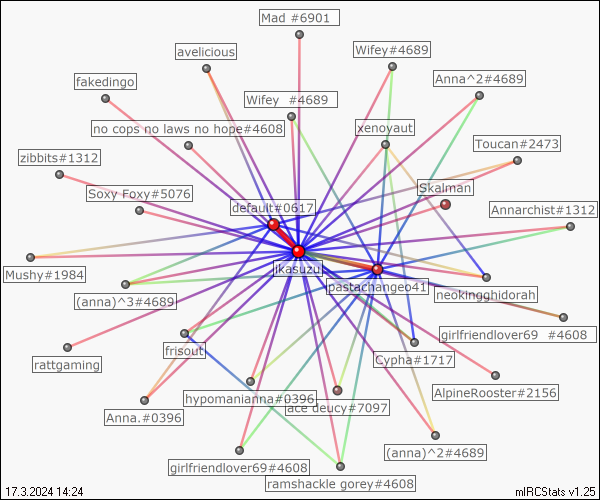 Mad #6901
avelicious
Wifey#4689
fakedingo
Anna^2#4689
Wifey  #4689
no cops no laws no hope#4608
xenoyaut
Toucan#2473
zibbits#1312
Skalman
Soxy Foxy#5076
default#0617
Annarchist#1312
jkasuzu
Mushy#1984
pastachangeo41
neokingghidorah
(anna)^3#4689
girlfriendlover69  #4608
frisout
Cypha#1717
rattgaming
AlpineRooster#2156
hypomanianna#0396
ace deucy#7097
Anna.#0396
(anna)^2#4689
girlfriendlover69#4608
ramshackle gorey#4608
17.3.2024 14:24
mIRCStats v1.25